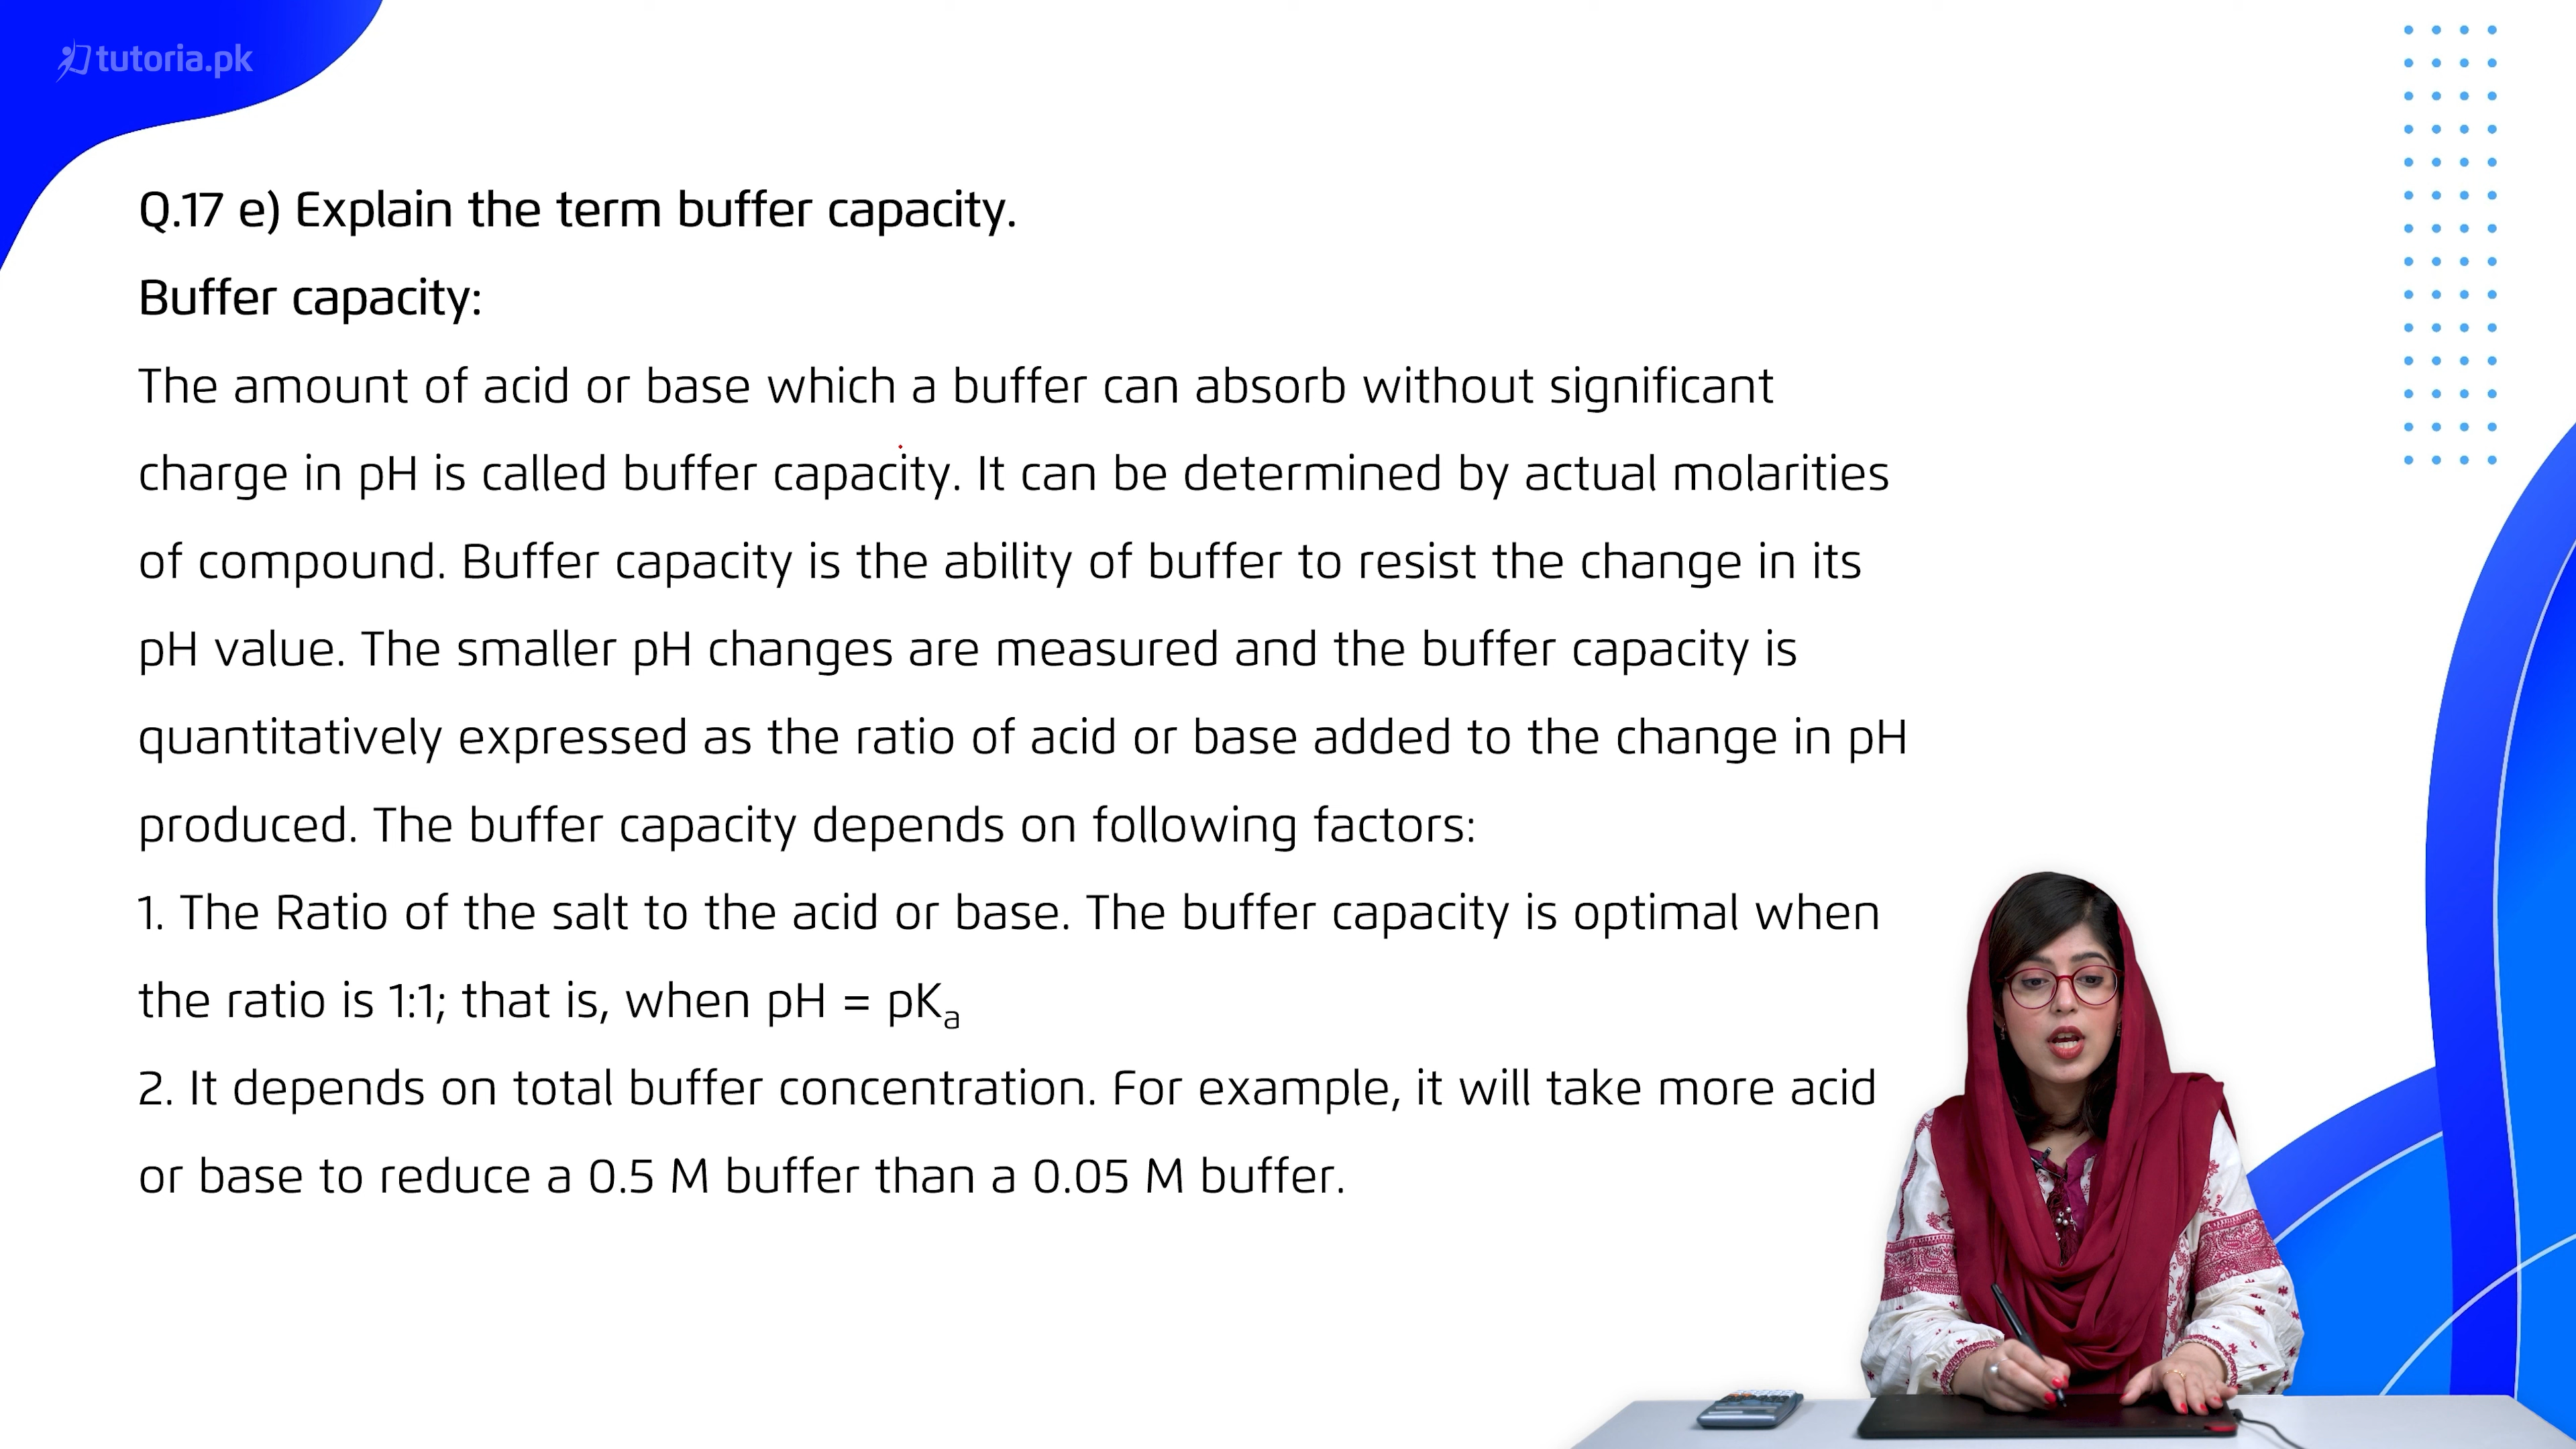 tutoria.pk
Q.17 e) Explain the term buffer capacity.
Buffer capacity:
The amount of acid or base which a buffer can absorb without significant
charge in pH is called buffer capacity. It can be determined by actual molarities
of compound. Buffer capacity is the ability of buffer to resist the change in its
pH value. The smaller pH changes are measured and the buffer capacity is
quantitatively expressed as the ratio of acid or base added to the change in pH
produced. The buffer capacity depends on following factors:
1. The Ratio of the salt to the acid or base. The buffer capacity is optimal when
the ratio is 1:1; that is, when pH = pKₐ
2. It depends on total buffer concentration. For example, it will take more acid
or base to reduce a 0.5 M buffer than a 0.05 M buffer.